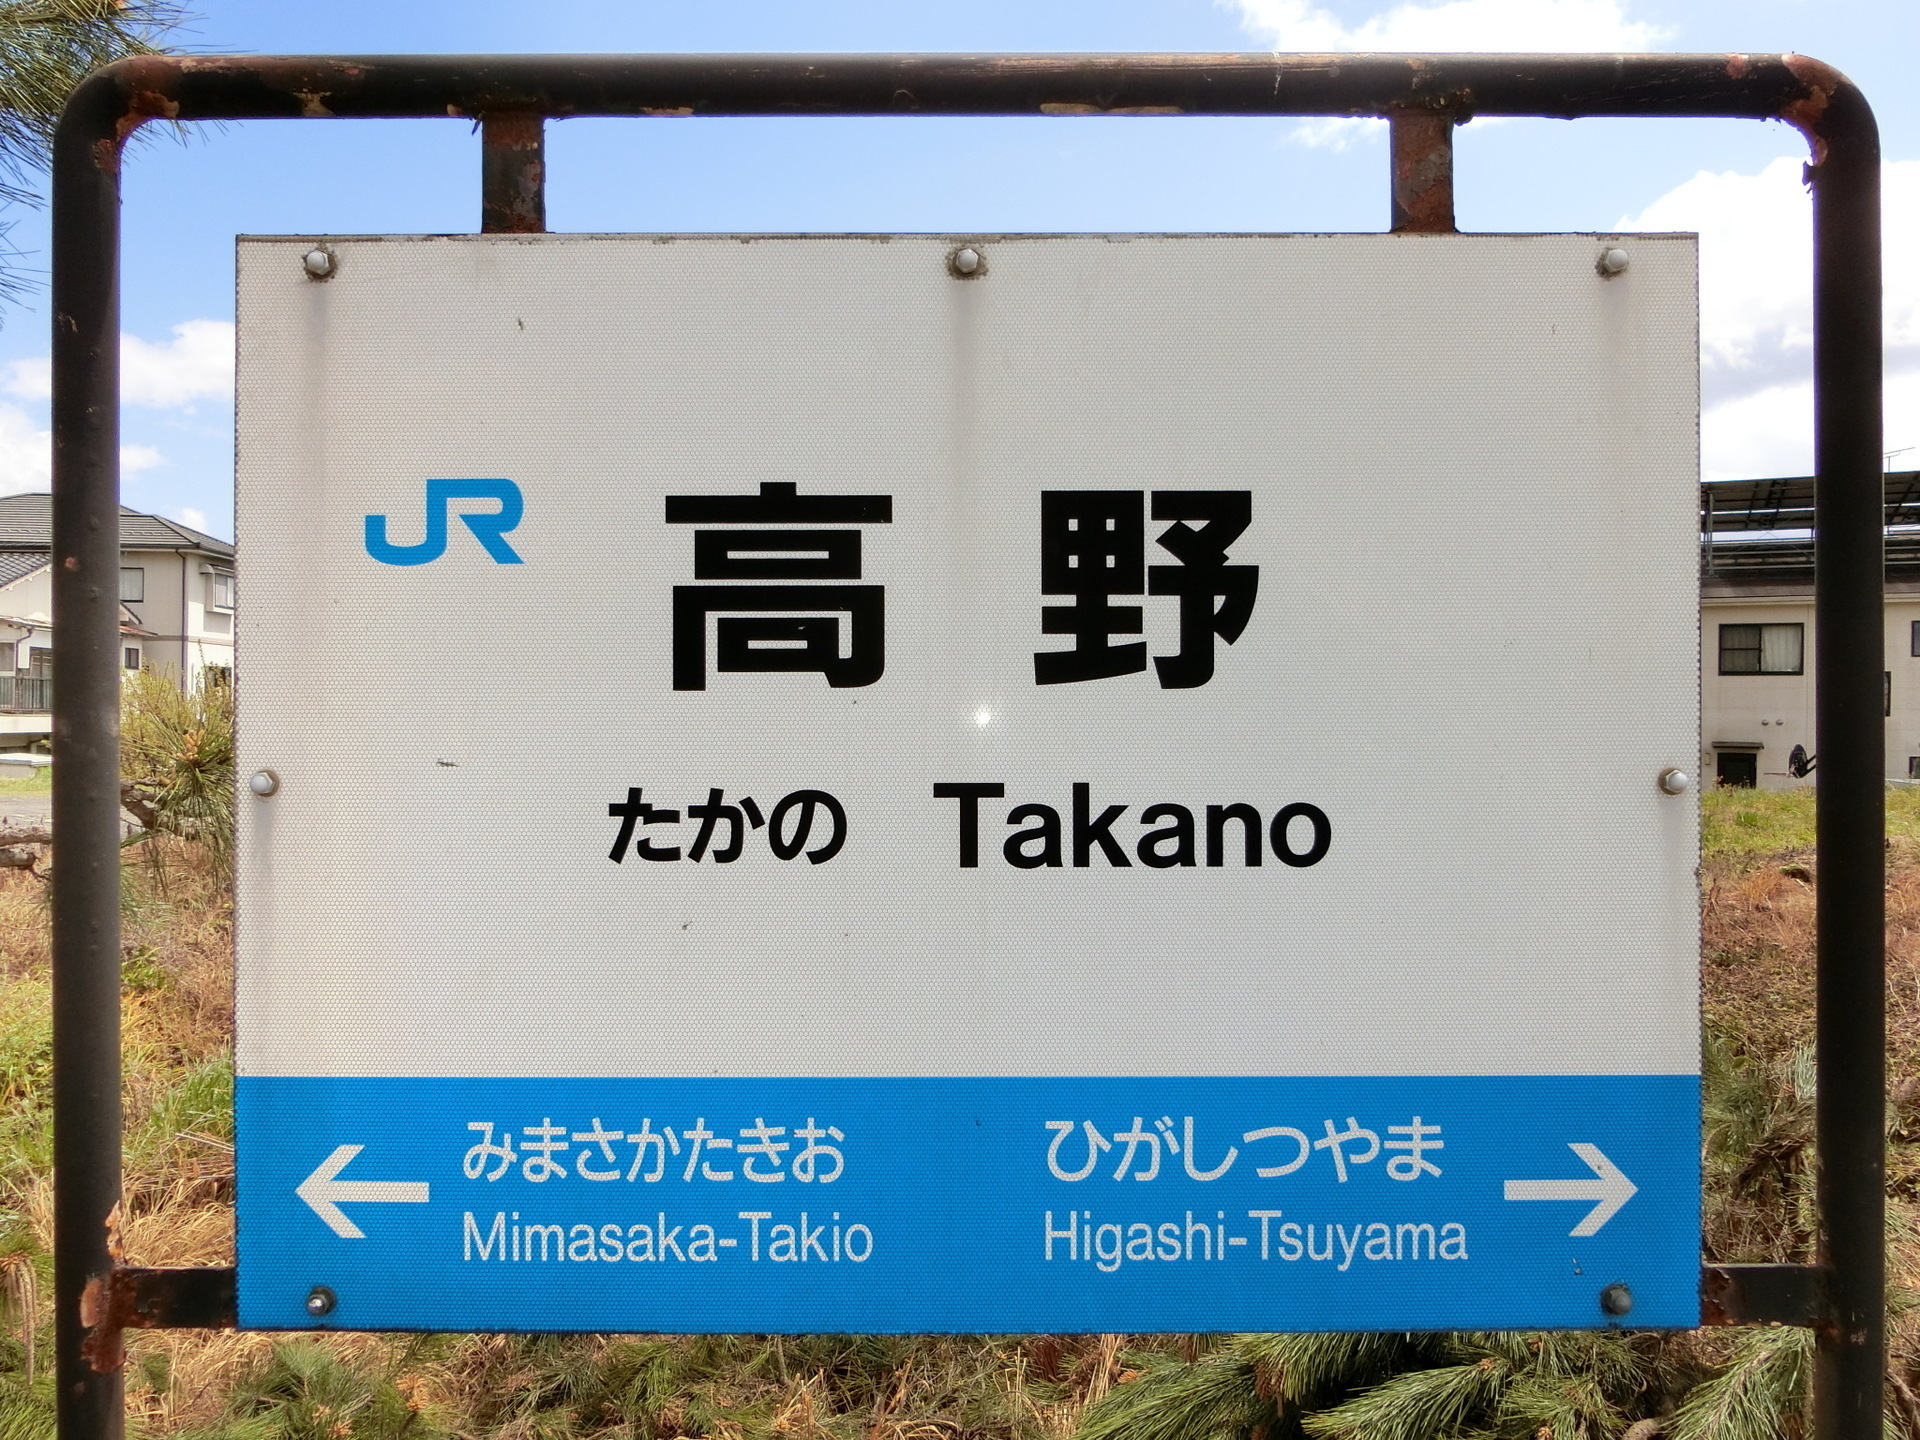 JR
高野
たかの Takano
← みまさかたきお
Mimasaka-Takio
ひがしつやま →
Higashi-Tsuyama